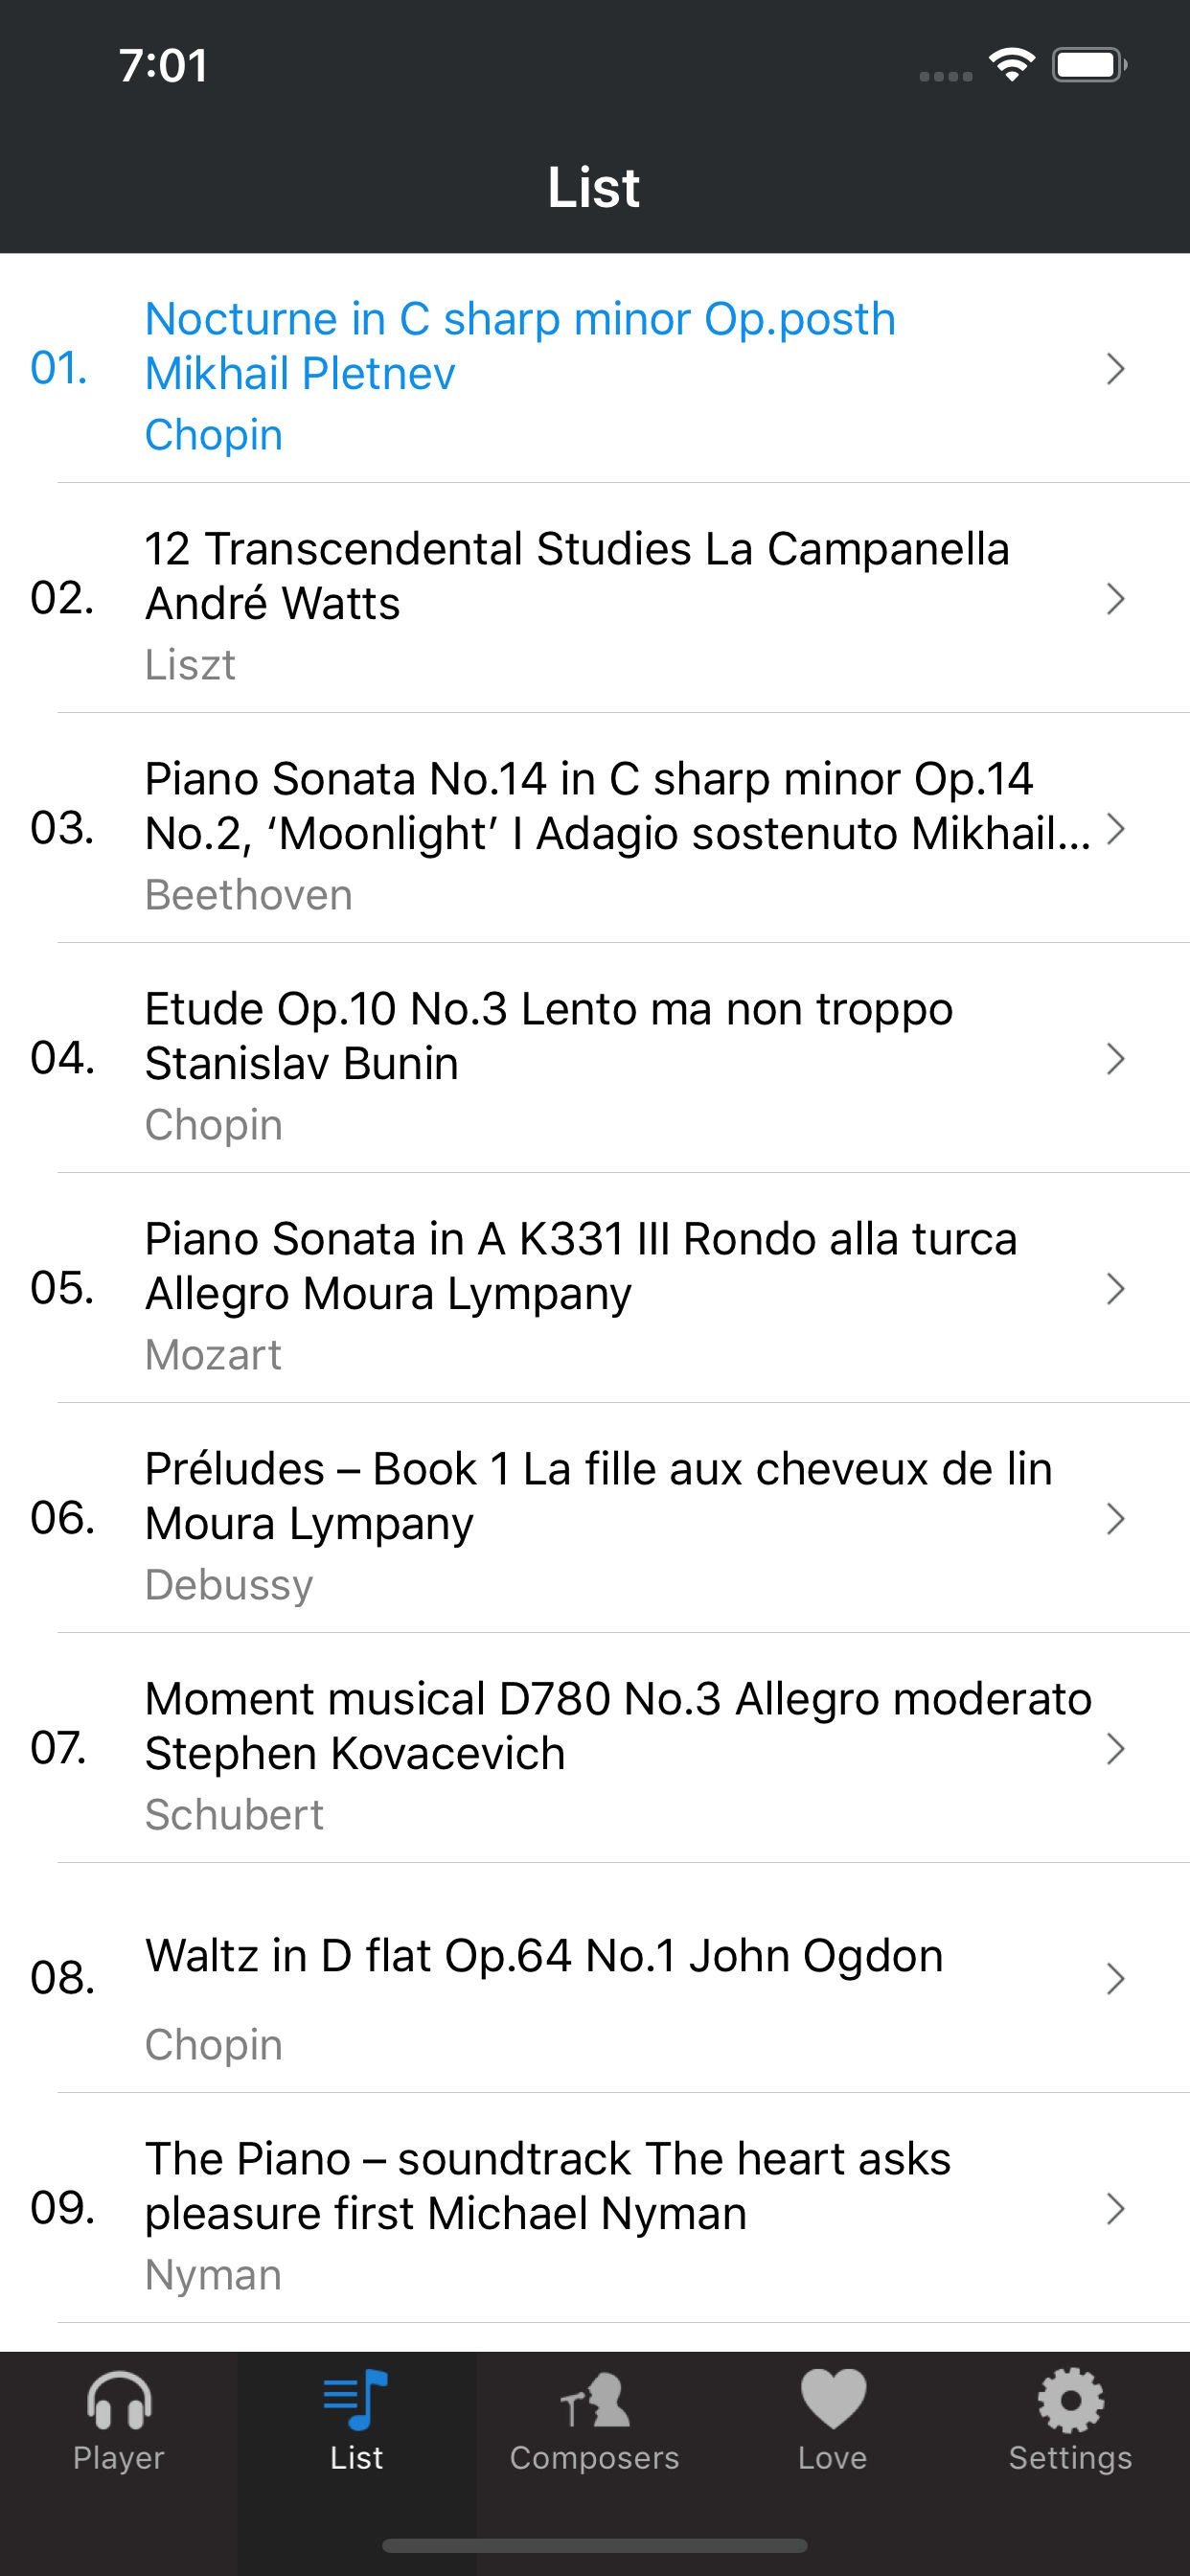 7:01
List
01.
Nocturne in C sharp minor Op.posth
Mikhail Pletnev
Chopin
02.
12 Transcendental Studies La Campanella
André Watts
Liszt
03.
Piano Sonata No.14 in C sharp minor Op.14
No.2, ‘Moonlight’ I Adagio sostenuto Mikhail...
Beethoven
04.
Etude Op.10 No.3 Lento ma non troppo
Stanislav Bunin
Chopin
05.
Piano Sonata in A K331 III Rondo alla turca
Allegro Moura Lympany
Mozart
06.
Préludes – Book 1 La fille aux cheveux de lin
Moura Lympany
Debussy
07.
Moment musical D780 No.3 Allegro moderato
Stephen Kovacevich
Schubert
08.
Waltz in D flat Op.64 No.1 John Ogdon
Chopin
09.
The Piano – soundtrack The heart asks
pleasure first Michael Nyman
Nyman
Player
List
Composers
Love
Settings